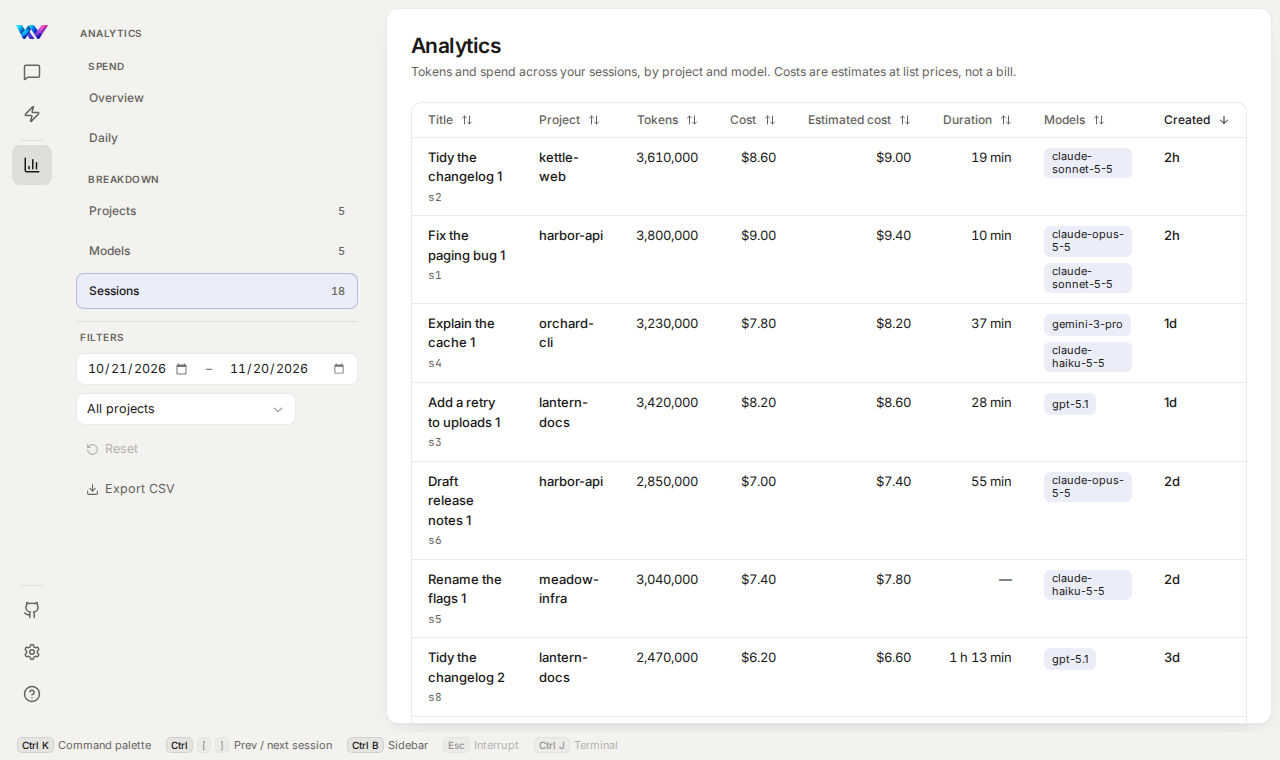 ANALYTICS
SPEND
Overview
Daily
BREAKDOWN
Projects 5
Models 5
Sessions 18
FILTERS
10/21/2026 – 11/20/2026
All projects
Reset
Export CSV
Analytics
Tokens and spend across your sessions, by project and model. Costs are estimates at list prices, not a bill.
Title Project Tokens Cost Estimated cost Duration Models Created
Tidy the kettle- 3,610,000 $8.60 $9.00 19 min claude- 2h
changelog 1 web sonnet-5-5
s2
Fix the harbor-api 3,800,000 $9.00 $9.40 10 min claude-opus- 2h
paging bug 1 5-5
s1 claude-
sonnet-5-5
Explain the orchard- 3,230,000 $7.80 $8.20 37 min gemini-3-pro 1d
cache 1 cli claude-
s4 haiku-5-5
Add a retry lantern- 3,420,000 $8.20 $8.60 28 min gpt-5.1 1d
to uploads 1 docs
s3
Draft harbor-api 2,850,000 $7.00 $7.40 55 min claude-opus- 2d
release 5-5
notes 1
s6
Rename the meadow- 3,040,000 $7.40 $7.80 — claude- 2d
flags 1 infra haiku-5-5
s5
Tidy the lantern- 2,470,000 $6.20 $6.60 1 h 13 min gpt-5.1 3d
changelog 2 docs
s8
Ctrl K Command palette Ctrl [ ] Prev / next session Ctrl B Sidebar Esc Interrupt Ctrl J Terminal